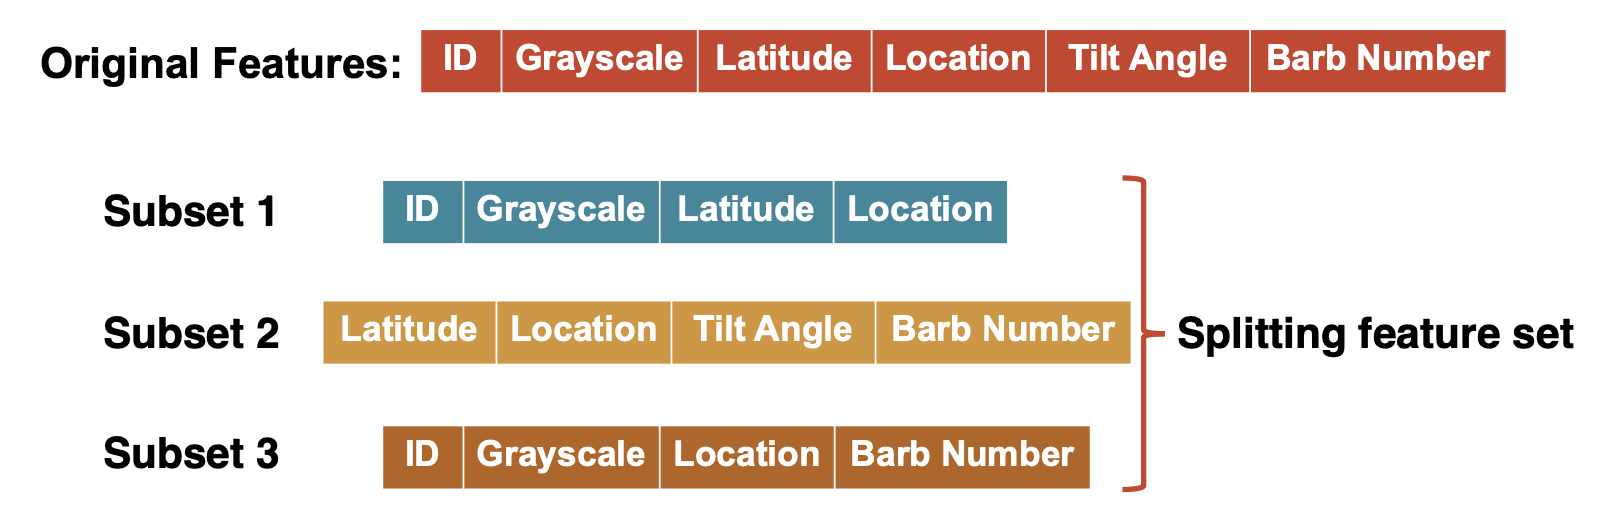 Original Features: ID Grayscale Latitude Location Tilt Angle Barb Number
Subset 1 ID Grayscale Latitude Location
Subset 2 Latitude Location Tilt Angle Barb Number
Splitting feature set
Subset 3 ID Grayscale Location Barb Number